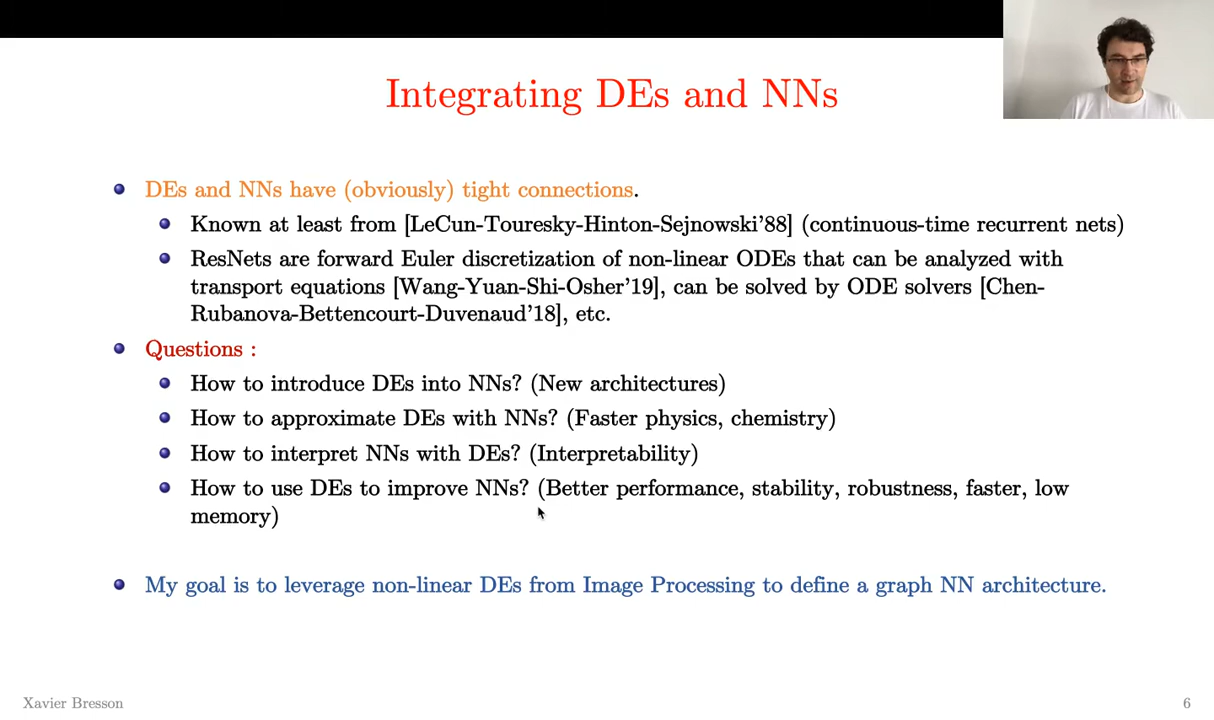 Integrating DEs and NNs
DEs and NNs have (obviously) tight connections.
Known at least from [LeCun-Touresky-Hinton-Sejnowski'88] (continuous-time recurrent nets)
ResNets are forward Euler discretization of non-linear ODEs that can be analyzed with
transport equations [Wang-Yuan-Shi-Osher'19], can be solved by ODE solvers [Chen-
Rubanova-Bettencourt-Duvenaud'18], etc.
Questions :
How to introduce DEs into NNs? (New architectures)
How to approximate DEs with NNs? (Faster physics, chemistry)
How to interpret NNs with DEs? (Interpretability)
How to use DEs to improve NNs? (Better performance, stability, robustness, faster, low
memory)
My goal is to leverage non-linear DEs from Image Processing to define a graph NN architecture.
Xavier Bresson
6